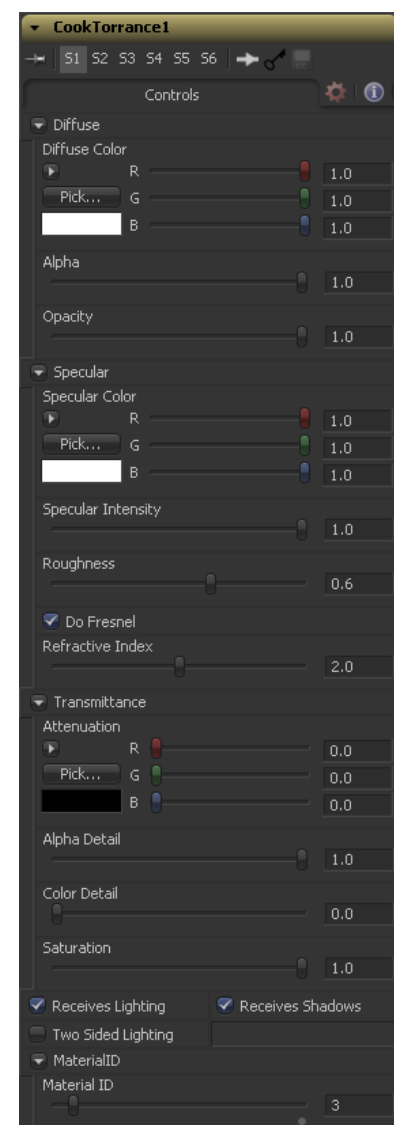 CookTorrance1
S1 S2 S3 S4 S5 S6
Controls
Diffuse
Diffuse Color
R 1.0
Pick... G 1.0
B 1.0
Alpha
1.0
Opacity
1.0
Specular
Specular Color
R 1.0
Pick... G 1.0
B 1.0
Specular Intensity
1.0
Roughness
0.6
Do Fresnel
Refractive Index
2.0
Transmittance
Attenuation
R 0.0
Pick... G 0.0
B 0.0
Alpha Detail
1.0
Color Detail
0.0
Saturation
1.0
Receives Lighting Receives Shadows
Two Sided Lighting
MaterialID
Material ID
3